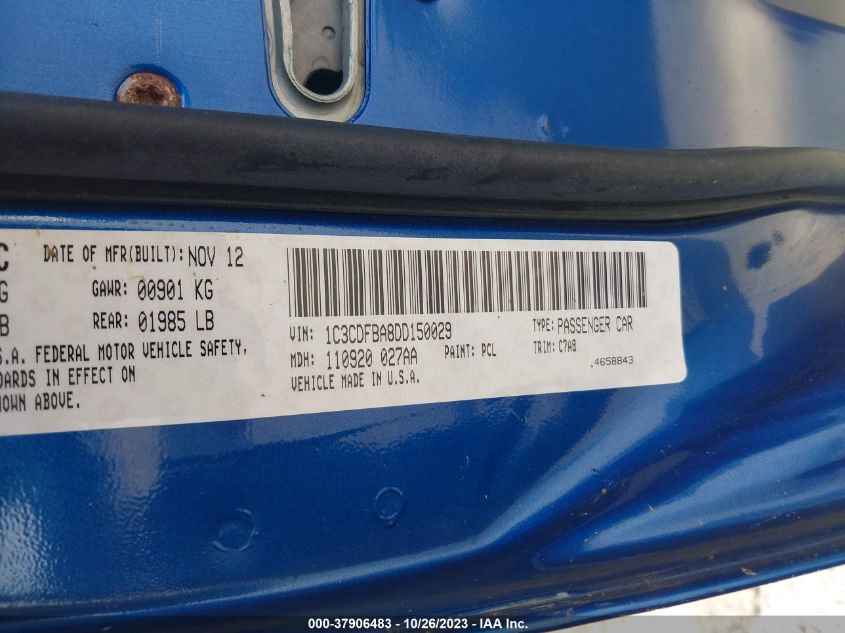 C DATE OF MFR(BUILT): NOV 12
G GAWR: 00901 KG
B REAR: 01985 LB
S.A. FEDERAL MOTOR VEHICLE SAFETY,
DARDS IN EFFECT ON
HOWN ABOVE.
VIN: 1C3CDFBA8DD150029 TYPE: PASSENGER CAR
MDH: 110920 027AA PAINT: PCL TRIM: C7A8
VEHICLE MADE IN U.S.A. .4658843
000-37906483 - 10/26/2023 - IAA Inc.